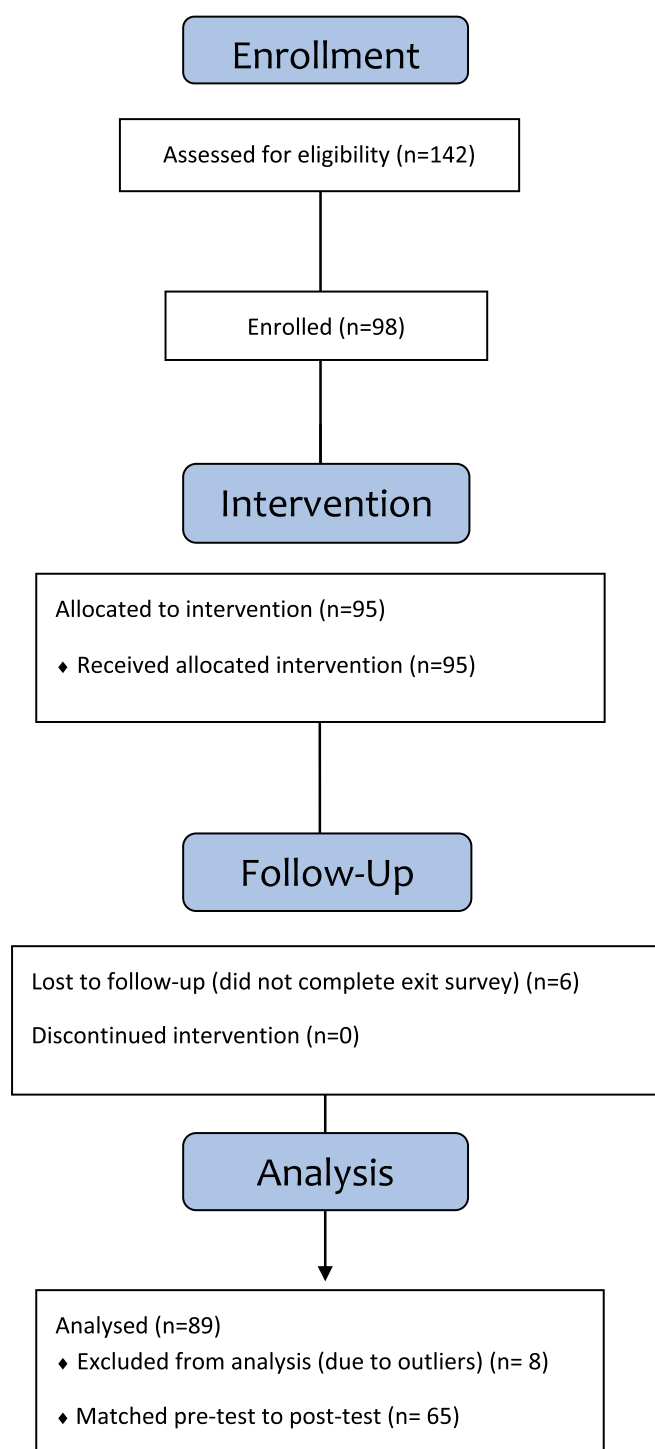 Enrollment
Assessed for eligibility (n=142)
Enrolled (n=98)
Intervention
Allocated to intervention (n=95)
⬧ Received allocated intervention (n=95)
Follow-Up
Lost to follow-up (did not complete exit survey) (n=6)
Discontinued intervention (n=0)
Analysis
Analysed (n=89)
⬧ Excluded from analysis (due to outliers) (n= 8)
⬧ Matched pre-test to post-test (n= 65)